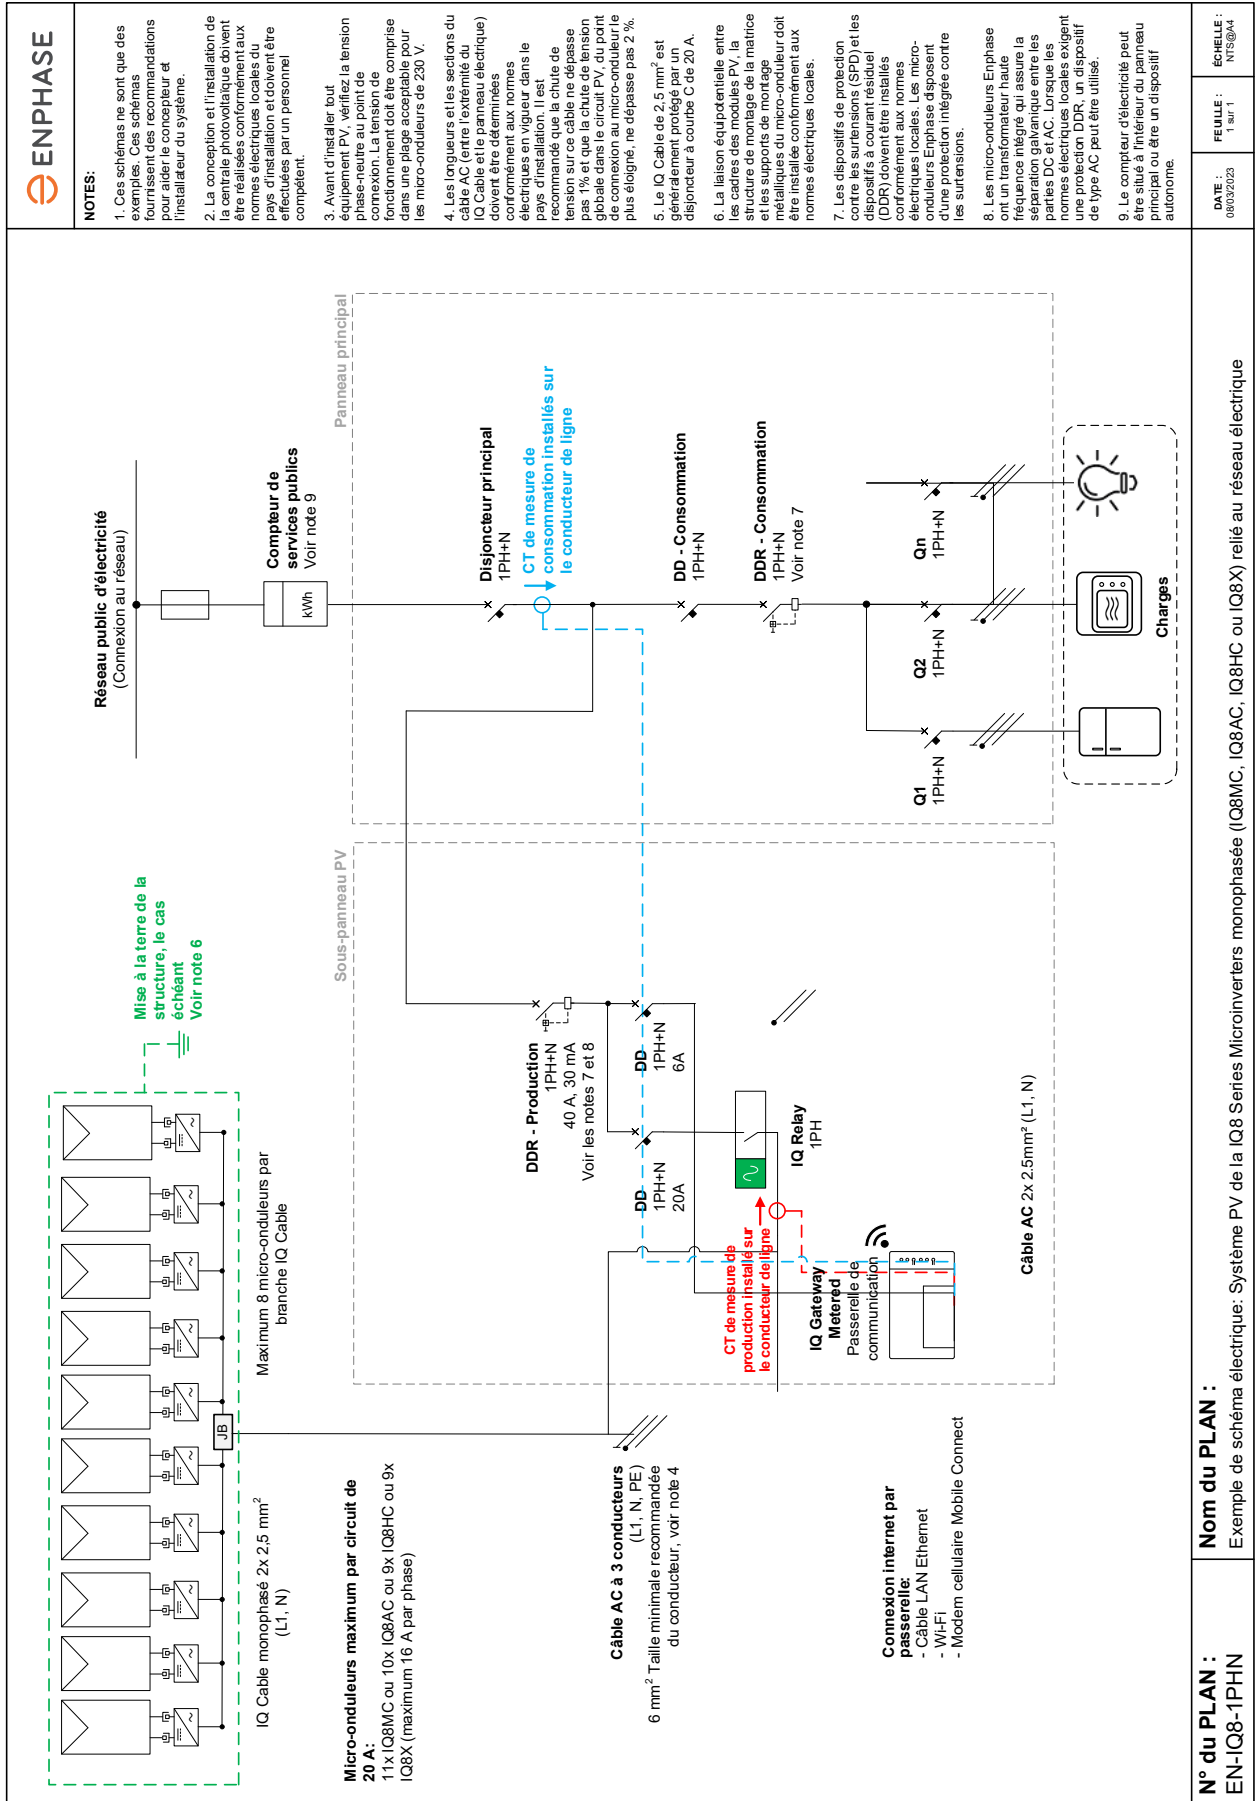 ENPHASE
NOTES:
1. Ces schémas ne sont que des
exemples. Ces schémas
fournissent des recommandations
pour aider le concepteur et
l'installateur du système.
2. La conception et l'installation de
la centrale photovoltaïque doivent
être réalisées conformément aux
normes électriques locales du
pays d'installation et doivent être
effectuées par un personnel
compétent.
3. Avant d'installer tout
équipement PV, vérifiez la tension
phase-neutre au point de
connexion. La tension de
fonctionnement doit être comprise
dans une plage acceptable pour
les micro-onduleurs de 230 V.
4. Les longueurs et les sections du
câble AC (entre l'extrémité du
IQ Cable et le panneau électrique)
doivent être déterminées
conformément aux normes
électriques en vigueur dans le
pays d'installation. Il est
recommandé que la chute de
tension sur ce câble ne dépasse
pas 1% et que la chute de tension
globale dans le circuit PV, du point
de connexion au micro-onduleur le
plus éloigné, ne dépasse pas 2 %.
5. Le IQ Cable de 2,5 mm² est
généralement protégé par un
disjoncteur à courbe C de 20 A.
6. La liaison équipotentielle entre
les cadres des modules PV, la
structure de montage de la matrice
et les supports de montage
métalliques du micro-onduleur doit
être installée conformément aux
normes électriques locales.
7. Les dispositifs de protection
contre les surtensions (SPD) et les
dispositifs à courant résiduel
(DDR) doivent être installés
conformément aux normes
électriques locales. Les micro-
onduleurs Enphase disposent
d'une protection intégrée contre
les surtensions.
8. Les micro-onduleurs Enphase
ont un transformateur haute
fréquence intégré qui assure la
séparation galvanique entre les
parties DC et AC. Lorsque les
normes électriques locales exigent
une protection DDR, un dispositif
de type AC peut être utilisé.
9. Le compteur d'électricité peut
être situé à l'intérieur du panneau
principal ou être un dispositif
autonome.
Mise à la terre de la
structure, le cas
échéant
Voir note 6
JB
IQ Cable monophasé 2x 2,5 mm²
(L1, N)
Maximum 8 micro-onduleurs par
branche IQ Cable
Micro-onduleurs maximum par circuit de
20 A:
11x IQ8MC ou 10x IQ8AC ou 9x IQ8HC ou 9x
IQ8X (maximum 16 A par phase)
Câble AC à 3 conducteurs
(L1, N, PE)
6 mm² Taille minimale recommandée
du conducteur, voir note 4
Connexion internet par
passerelle:
- Câble LAN Ethernet
- Wi-Fi
- Modem cellulaire Mobile Connect
Sous-panneau PV
DDR - Production
1PH+N
40 A, 30 mA
Voir les notes 7 et 8
DD
1PH+N
20A
DD
1PH+N
6A
CT de mesure de
production installé sur
le conducteur de ligne
IQ Relay
1PH
IQ Gateway
Metered
Passerelle de
communication
Câble AC 2x 2.5mm² (L1, N)
Réseau public d'électricité
(Connexion au réseau)
kWh
Compteur de
services publics
Voir note 9
Panneau principal
Disjoncteur principal
1PH+N
CT de mesure de
consommation installés sur
le conducteur de ligne
DD - Consommation
1PH+N
DDR - Consommation
1PH+N
Voir note 7
Q1
1PH+N
Q2
1PH+N
Qn
1PH+N
Charges
N° du PLAN :
EN-IQ8-1PHN
Nom du PLAN :
Exemple de schéma électrique: Système PV de la IQ8 Series Microinverters monophasée (IQ8MC, IQ8AC, IQ8HC ou IQ8X) relié au réseau électrique
DATE :
08/03/2023
FEUILLE :
1 sur 1
ÉCHELLE :
NTS@A4